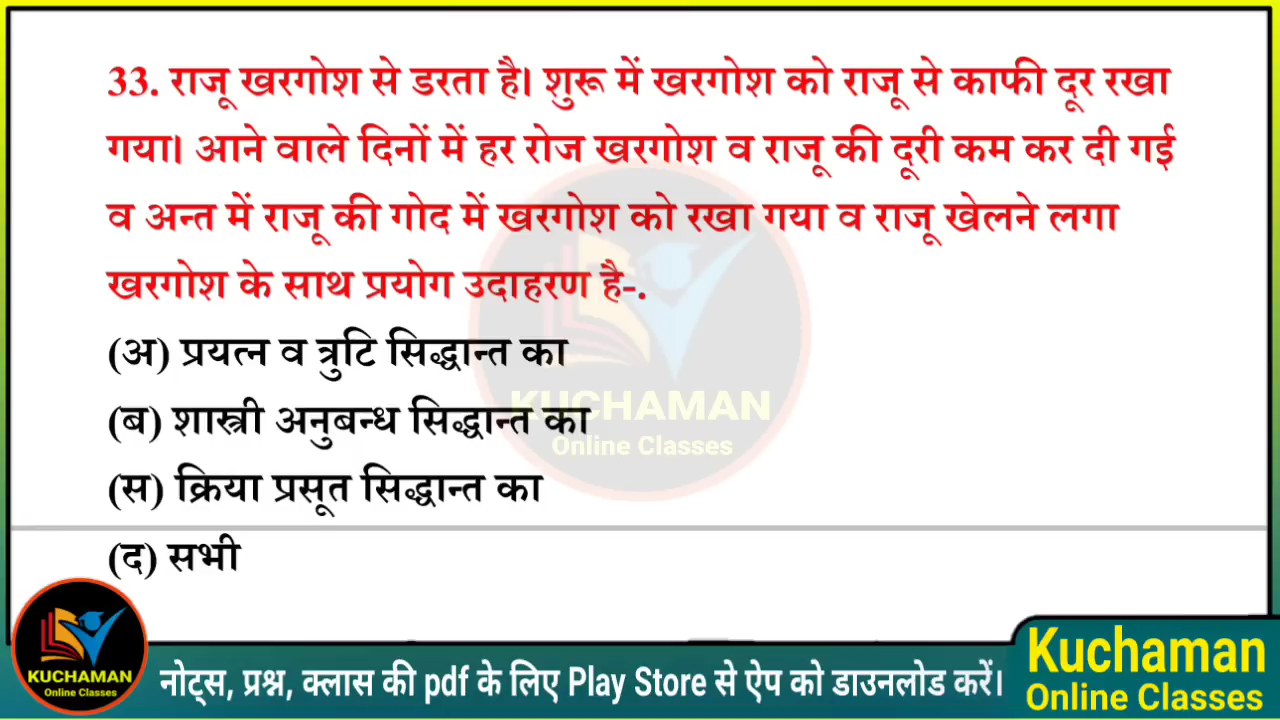 33. राजू खरगोश से डरता है। शुरू में खरगोश को राजू से काफी दूर रखा
गया। आने वाले दिनों में हर रोज खरगोश व राजू की दूरी कम कर दी गई
व अन्त में राजू की गोद में खरगोश को रखा गया व राजू खेलने लगा
खरगोश के साथ प्रयोग उदाहरण है-.
(अ) प्रयत्न व त्रुटि सिद्धान्त का
(ब) शास्त्री अनुबन्ध सिद्धान्त का
KUCHAMAN
Online Classes
(स) क्रिया प्रसूत सिद्धान्त का
(द) सभी
KUCHAMAN
Online Classes
नोट्स, प्रश्न, क्लास की pdf के लिए Play Store से ऐप को डाउनलोड करें।
Kuchaman
Online Classes